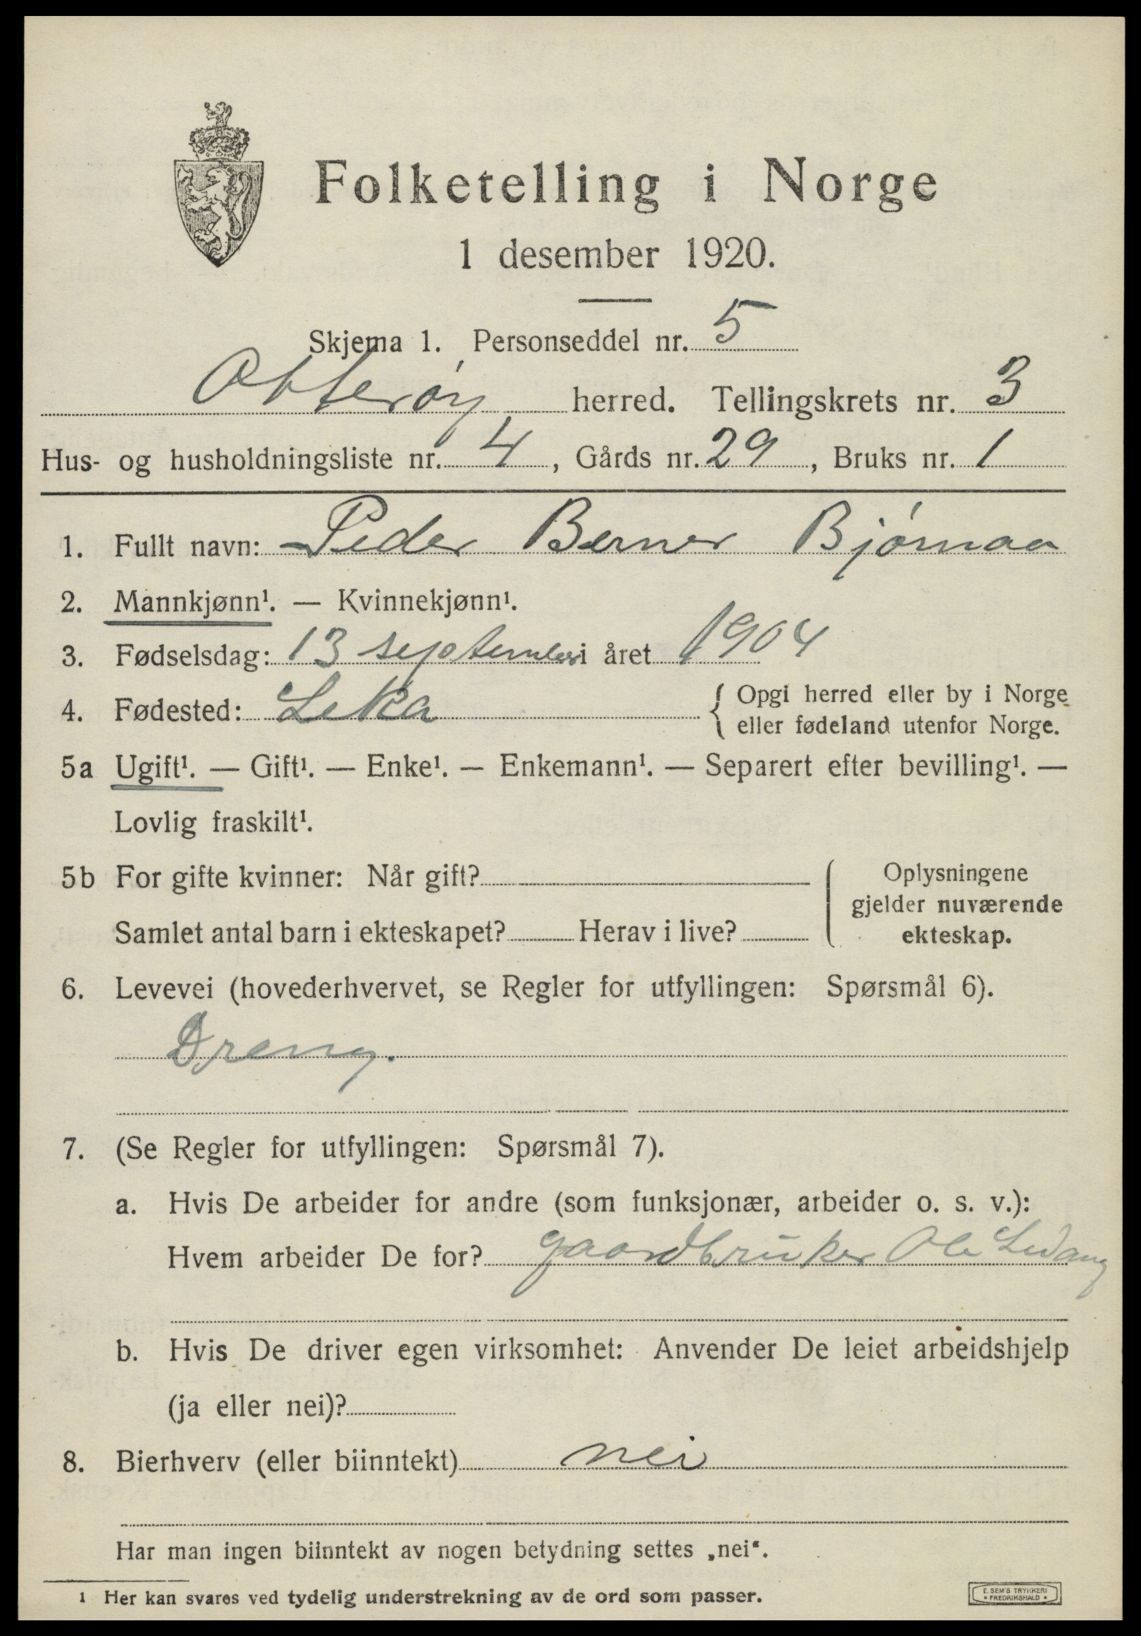 Folketelling i Norge
1 desember 1920.
Skjema 1. Personseddel nr. 5
Otterøy herred. Tellingskrets nr. 3
Hus- og husholdningsliste nr. 4, Gårds nr. 29, Bruks nr. 1
1. Fullt navn: Peder Berner Bjørnaa
2. Mannkjønn¹. — Kvinnekjønn¹.
3. Fødselsdag: 13 september i året 1904
4. Fødested: Leka { Opgi herred eller by i Norge
eller fødeland utenfor Norge.
5a Ugift¹. — Gift¹. — Enke¹. — Enkemann¹. — Separert efter bevilling¹. —
Lovlig fraskilt¹.
5b For gifte kvinner: Når gift?
Samlet antal barn i ekteskapet? Herav i live?
Oplysningene
gjelder nuværende
ekteskap.
6. Levevei (hovederhvervet, se Regler for utfyllingen: Spørsmål 6).
Dreng.
7. (Se Regler for utfyllingen: Spørsmål 7).
a. Hvis De arbeider for andre (som funksjonær, arbeider o. s. v.):
Hvem arbeider De for? gaardbruker Ole Ledang
b. Hvis De driver egen virksomhet: Anvender De leiet arbeidshjelp
(ja eller nei)?
8. Bierhverv (eller biinntekt) nei
Har man ingen biinntekt av nogen betydning settes „nei“.
1 Her kan svares ved tydelig understrekning av de ord som passer.
E. SEM'S TRYKKERI
FREDRIKSHALD